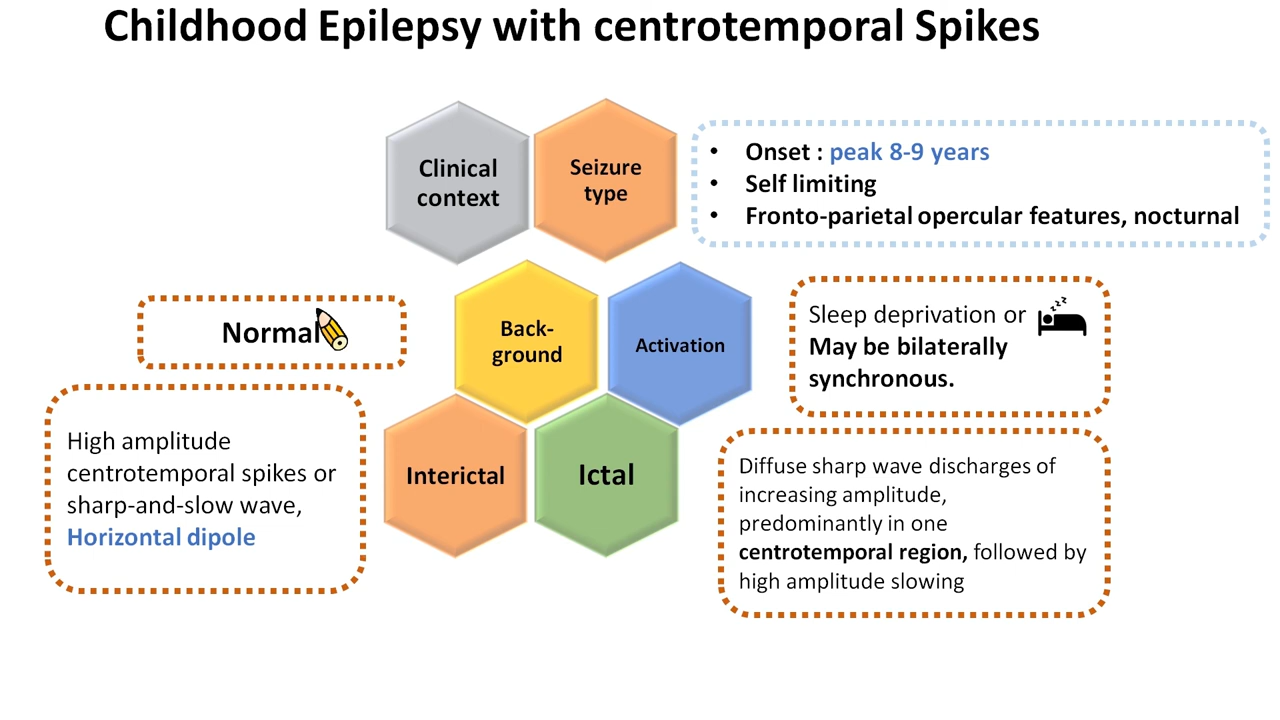 Childhood Epilepsy with centrotemporal Spikes
Clinical
context
Seizure
type
• Onset : peak 8-9 years
• Self limiting
• Fronto-parietal opercular features, nocturnal
Normal
Back-
ground
Activation
Sleep deprivation or
May be bilaterally
synchronous.
zzz
High amplitude
centrotemporal spikes or
sharp-and-slow wave,
Horizontal dipole
Interictal
Ictal
Diffuse sharp wave discharges of
increasing amplitude,
predominantly in one
centrotemporal region, followed by
high amplitude slowing